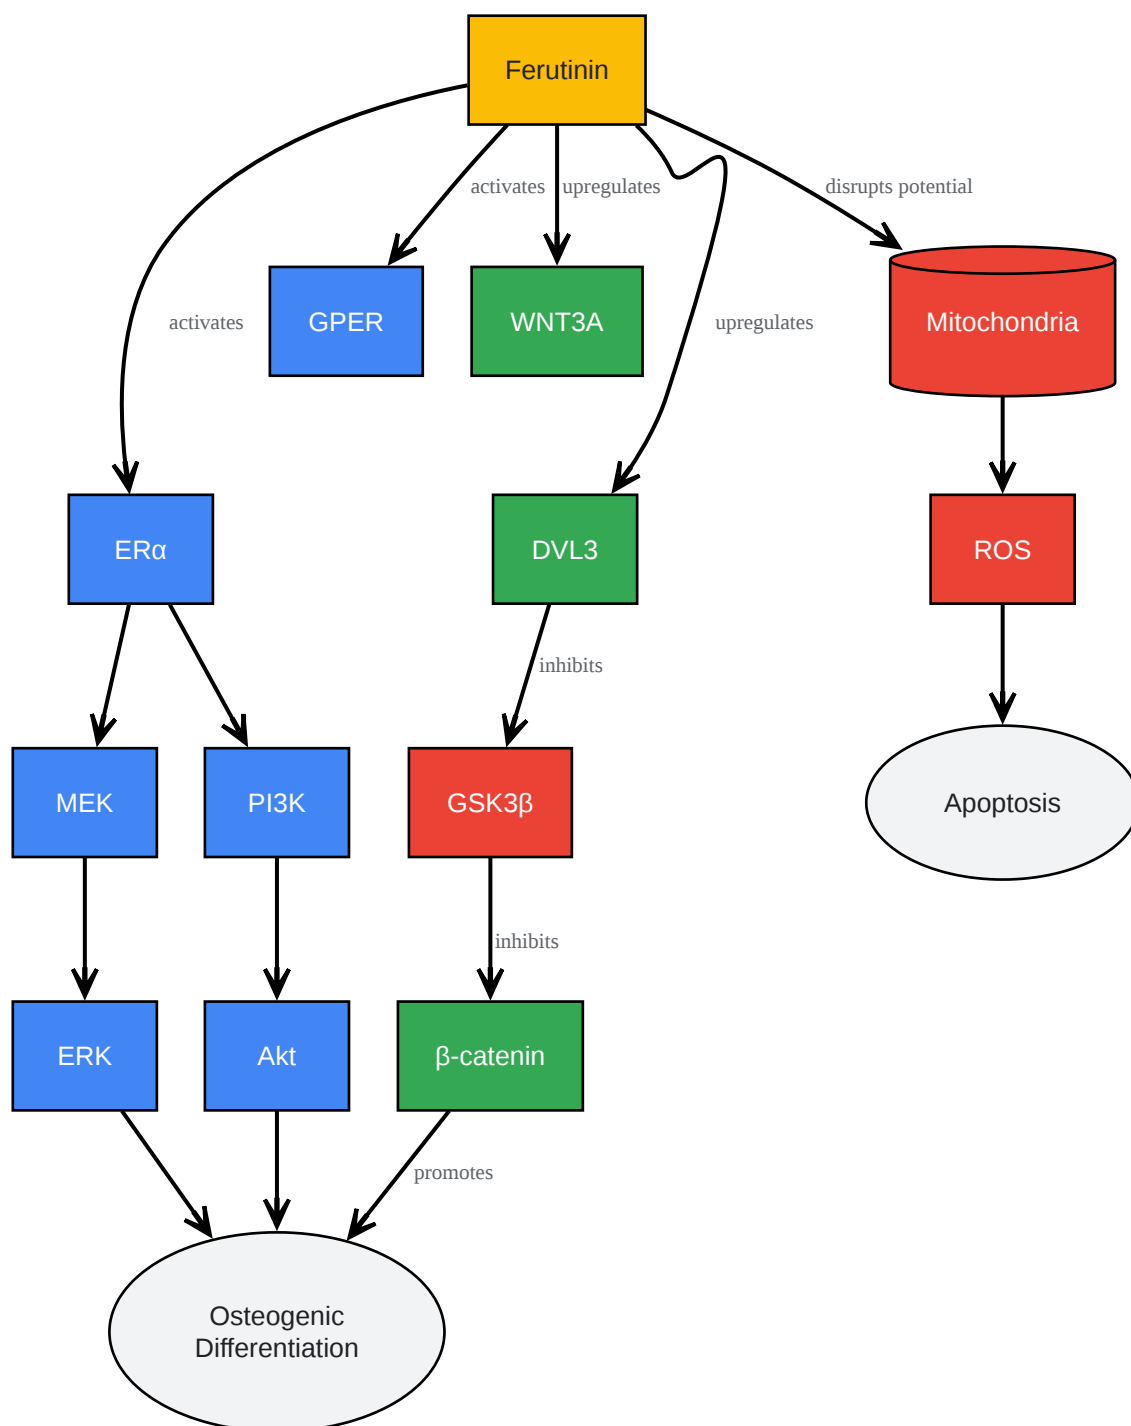 Ferutinin
activates
upregulates
disrupts potential
GPER
WNT3A
Mitochondria
activates
upregulates
ERα
DVL3
ROS
inhibits
MEK
PI3K
GSK3β
Apoptosis
inhibits
ERK
Akt
β-catenin
promotes
Osteogenic
Differentiation